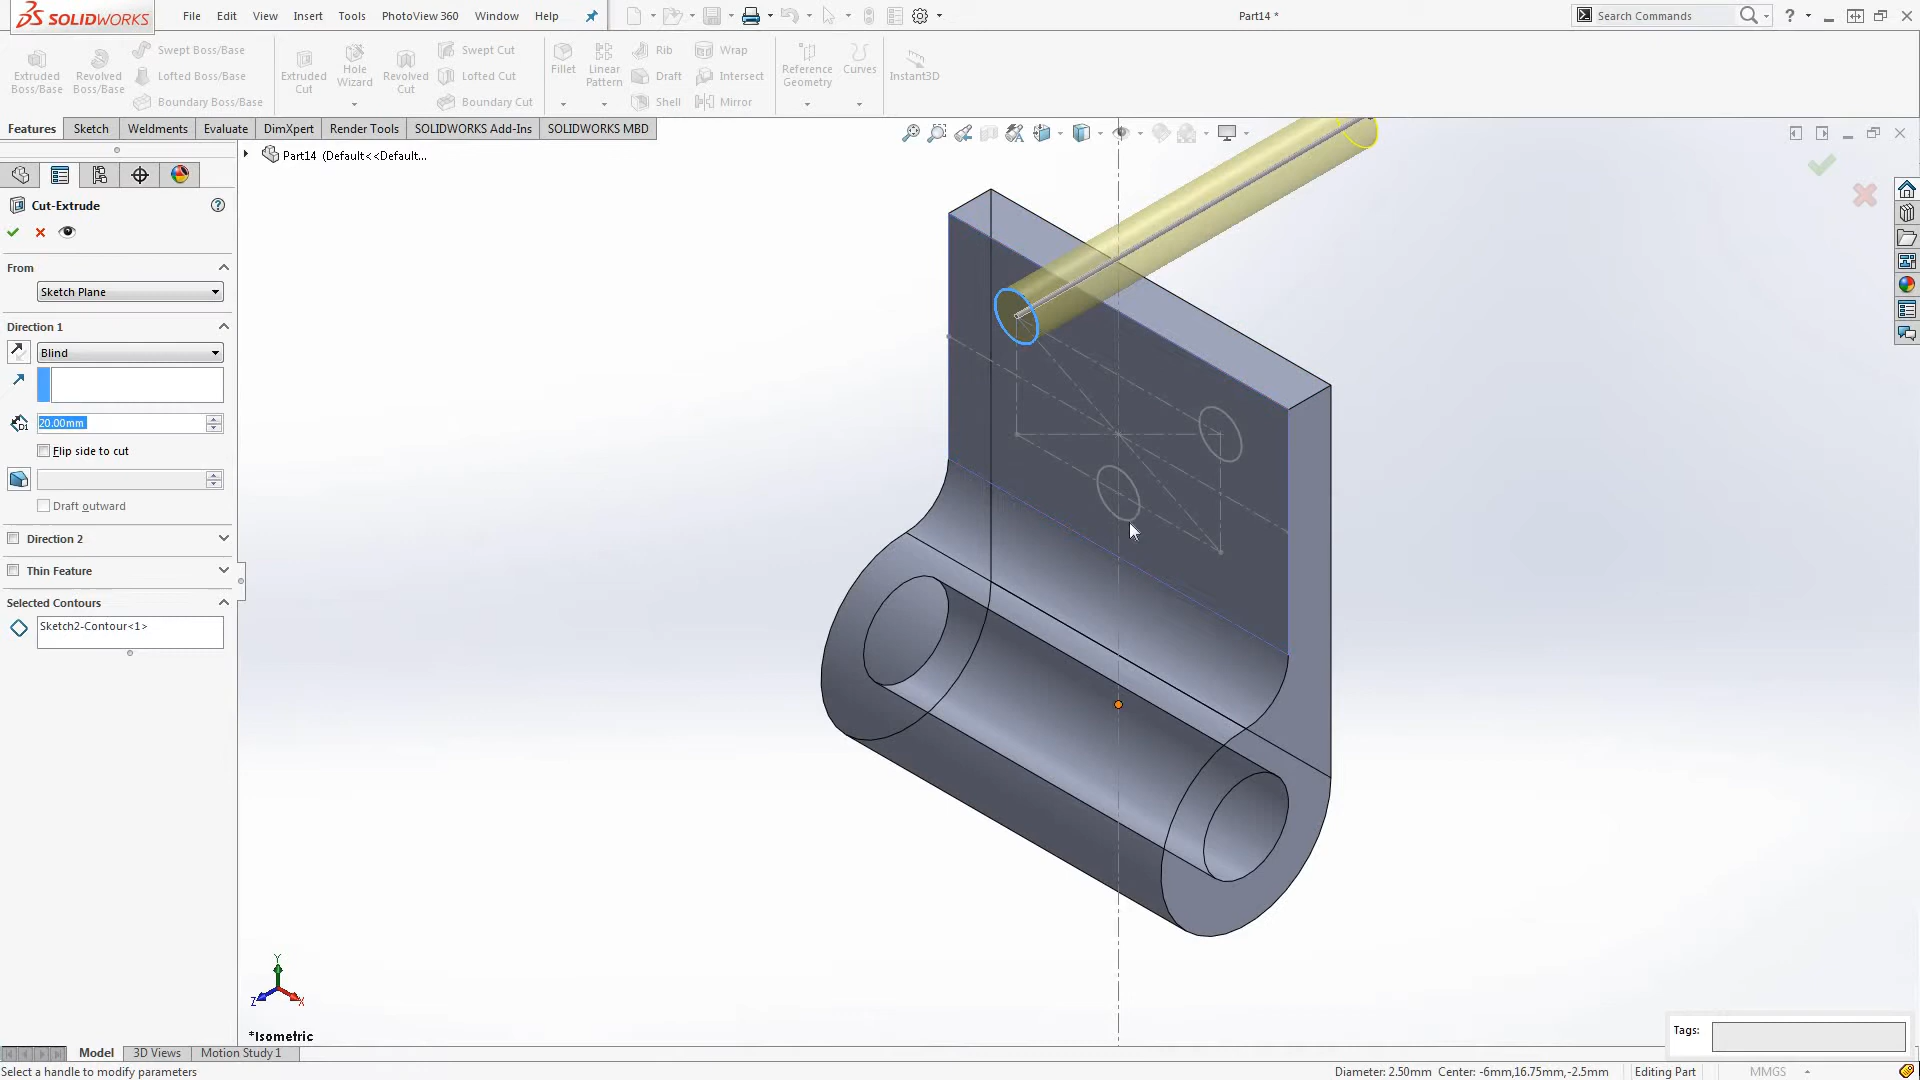 SOLIDWORKS File Edit View Insert Tools PhotoView 360 Window Help Part14 * Search Commands ?
Extruded Boss/Base
Revolved Boss/Base
Swept Boss/Base
Lofted Boss/Base
Boundary Boss/Base
Extruded Cut
Hole Wizard
Revolved Cut
Swept Cut
Lofted Cut
Boundary Cut
Fillet
Linear Pattern
Rib
Draft
Shell
Wrap
Intersect
Mirror
Reference Geometry
Curves
Instant3D
Features Sketch Weldments Evaluate DimXpert Render Tools SOLIDWORKS Add-Ins SOLIDWORKS MBD
Part14 (Default<<Default...
Cut-Extrude
From
Sketch Plane
Direction 1
Blind
D1 20.00mm
Flip side to cut
Draft outward
Direction 2
Thin Feature
Selected Contours
Sketch2-Contour<1>
Y
Z X
*Isometric
Tags:
Model 3D Views Motion Study 1
Select a handle to modify parameters Diameter: 2.50mm Center: -6mm,16.75mm,-2.5mm Editing Part MMGS